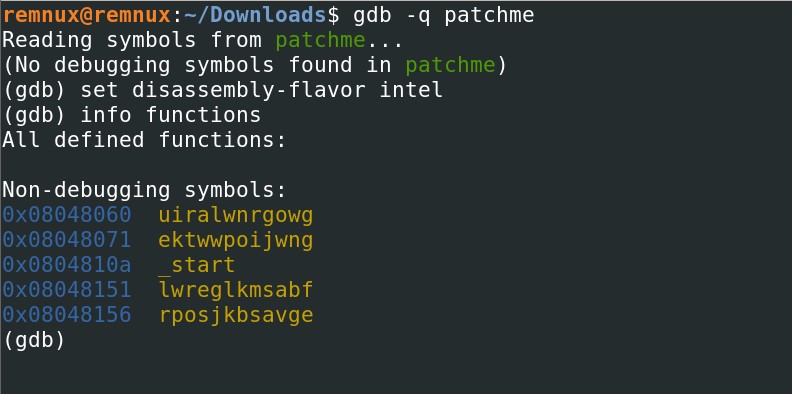 remnux@remnux:~/Downloads$ gdb -q patchme
Reading symbols from patchme...
(No debugging symbols found in patchme)
(gdb) set disassembly-flavor intel
(gdb) info functions
All defined functions:

Non-debugging symbols:
0x08048060  uiralwnrgowg
0x08048071  ektwwpoijwng
0x0804810a  _start
0x08048151  lwreglkmsabf
0x08048156  rposjkbsavge
(gdb)